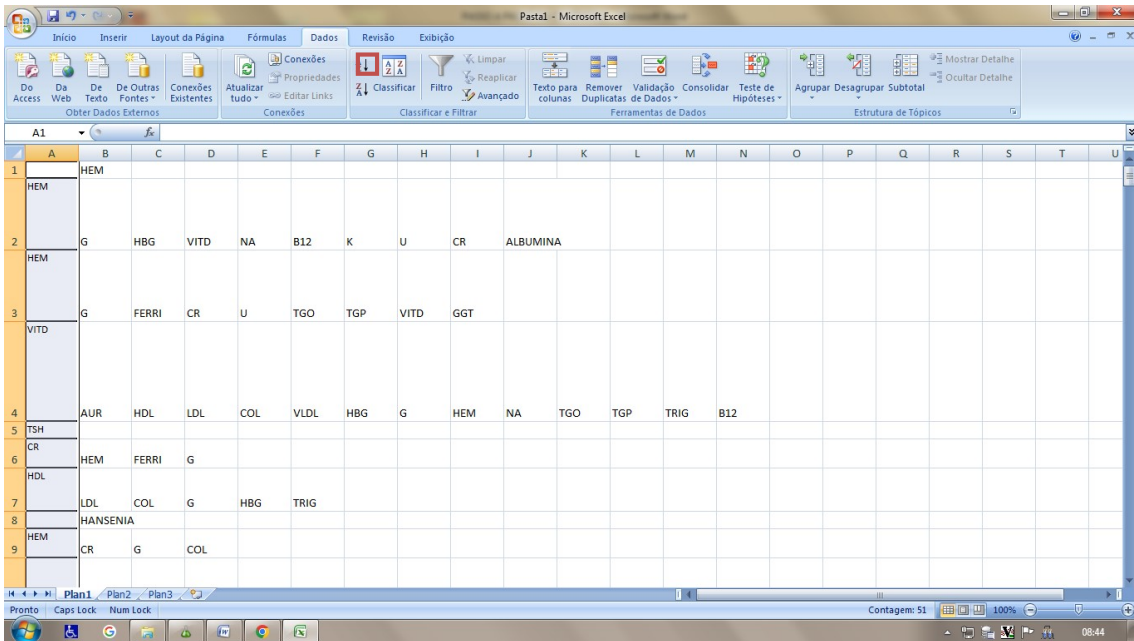 Pasta1 - Microsoft Excel
Início Inserir Layout da Página Fórmulas Dados Revisão Exibição
Do Access Da Web De Texto De Outras Fontes Conexões Existentes
Obter Dados Externos
Atualizar tudo Conexões Propriedades Editar Links
Conexões
Classificar Filtro Limpar Reaplicar Avançado
Classificar e Filtrar
Texto para colunas Remover Duplicatas Validação de Dados Consolidar Teste de Hipóteses
Ferramentas de Dados
Agrupar Desagrupar Subtotal Mostrar Detalhe Ocultar Detalhe
Estrutura de Tópicos
A1 fx
A B C D E F G H I J K L M N O P Q R S T U
1 HEM
2 HEM G HBG VITD NA B12 K U CR ALBUMINA
3 HEM G FERRI CR U TGO TGP VITD GGT
4 VITD AUR HDL LDL COL VLDL HBG G HEM NA TGO TGP TRIG B12
5 TSH
6 CR HEM FERRI G
7 HDL LDL COL G HBG TRIG
8 HANSENIA
9 HEM CR G COL
Plan1 Plan2 Plan3
Pronto Caps Lock Num Lock Contagem: 51 100%
08:44